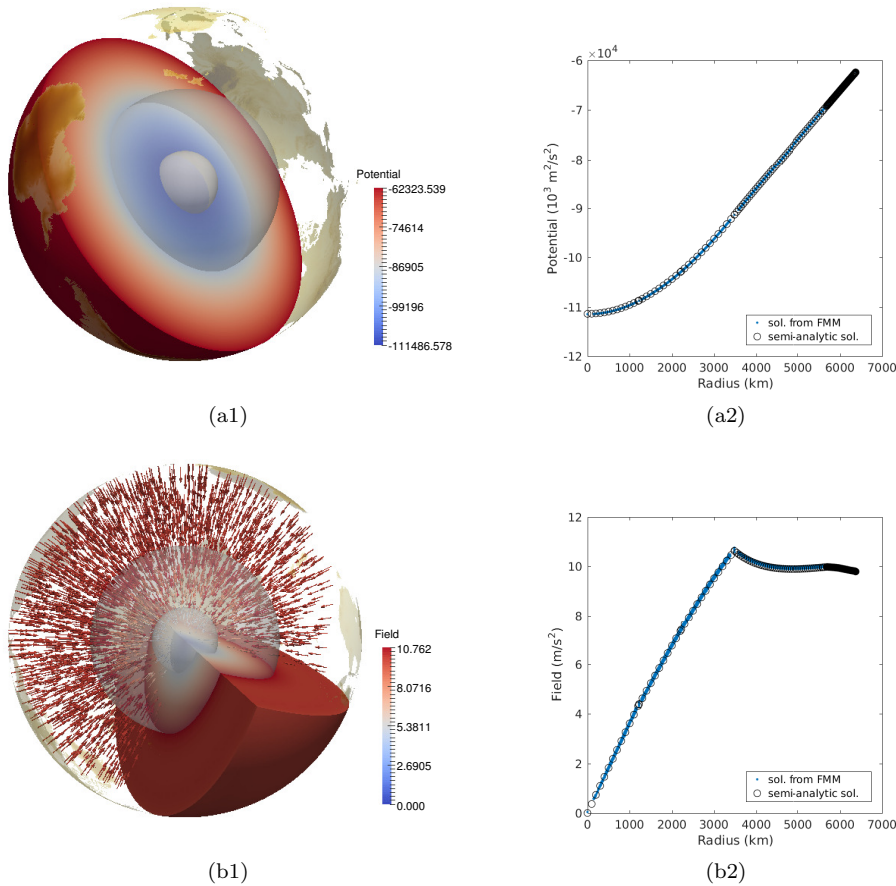 Potential
-62323.539
-74614
-86905
-99196
-111486.578
(a1)
×10⁴
-6
-7
-8
-9
-10
-11
-12
Potential (10³ m²/s²)
0 1000 2000 3000 4000 5000 6000 7000
Radius (km)
sol. from FMM
semi-analytic sol.
(a2)
Field
10.762
8.0716
5.3811
2.6905
0.000
(b1)
12
10
8
6
4
2
0
Field (m/s²)
0 1000 2000 3000 4000 5000 6000 7000
Radius (km)
sol. from FMM
semi-analytic sol.
(b2)